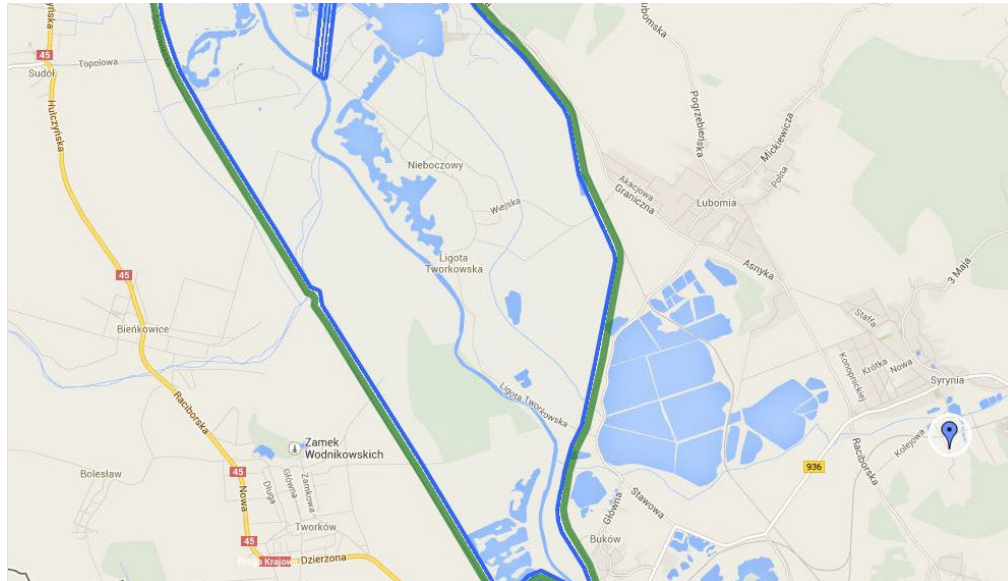 yńska
45
Sudół
Topolowa
Hulczyńska
ubomska
Pogrzebieńska
Mickiewicza
Polna
Nieboczowy
Akacjowa
Graniczna
Lubomia
Wiejska
Ligota
Tworkowska
Asnyka
3 Maja
45
Bieńkowice
Staffa
Krótka
Nowa
Konopnickiej
Syrynia
Raciborska
Ligota Tworkowska
Kolejowa
Zamek
Wodnikowskich
Bolesław
45
Nowa
Długa
Główna
Zamkowa
936
Raciborska
Główna
Stawowa
Tworków
45
Dzierżona
Buków